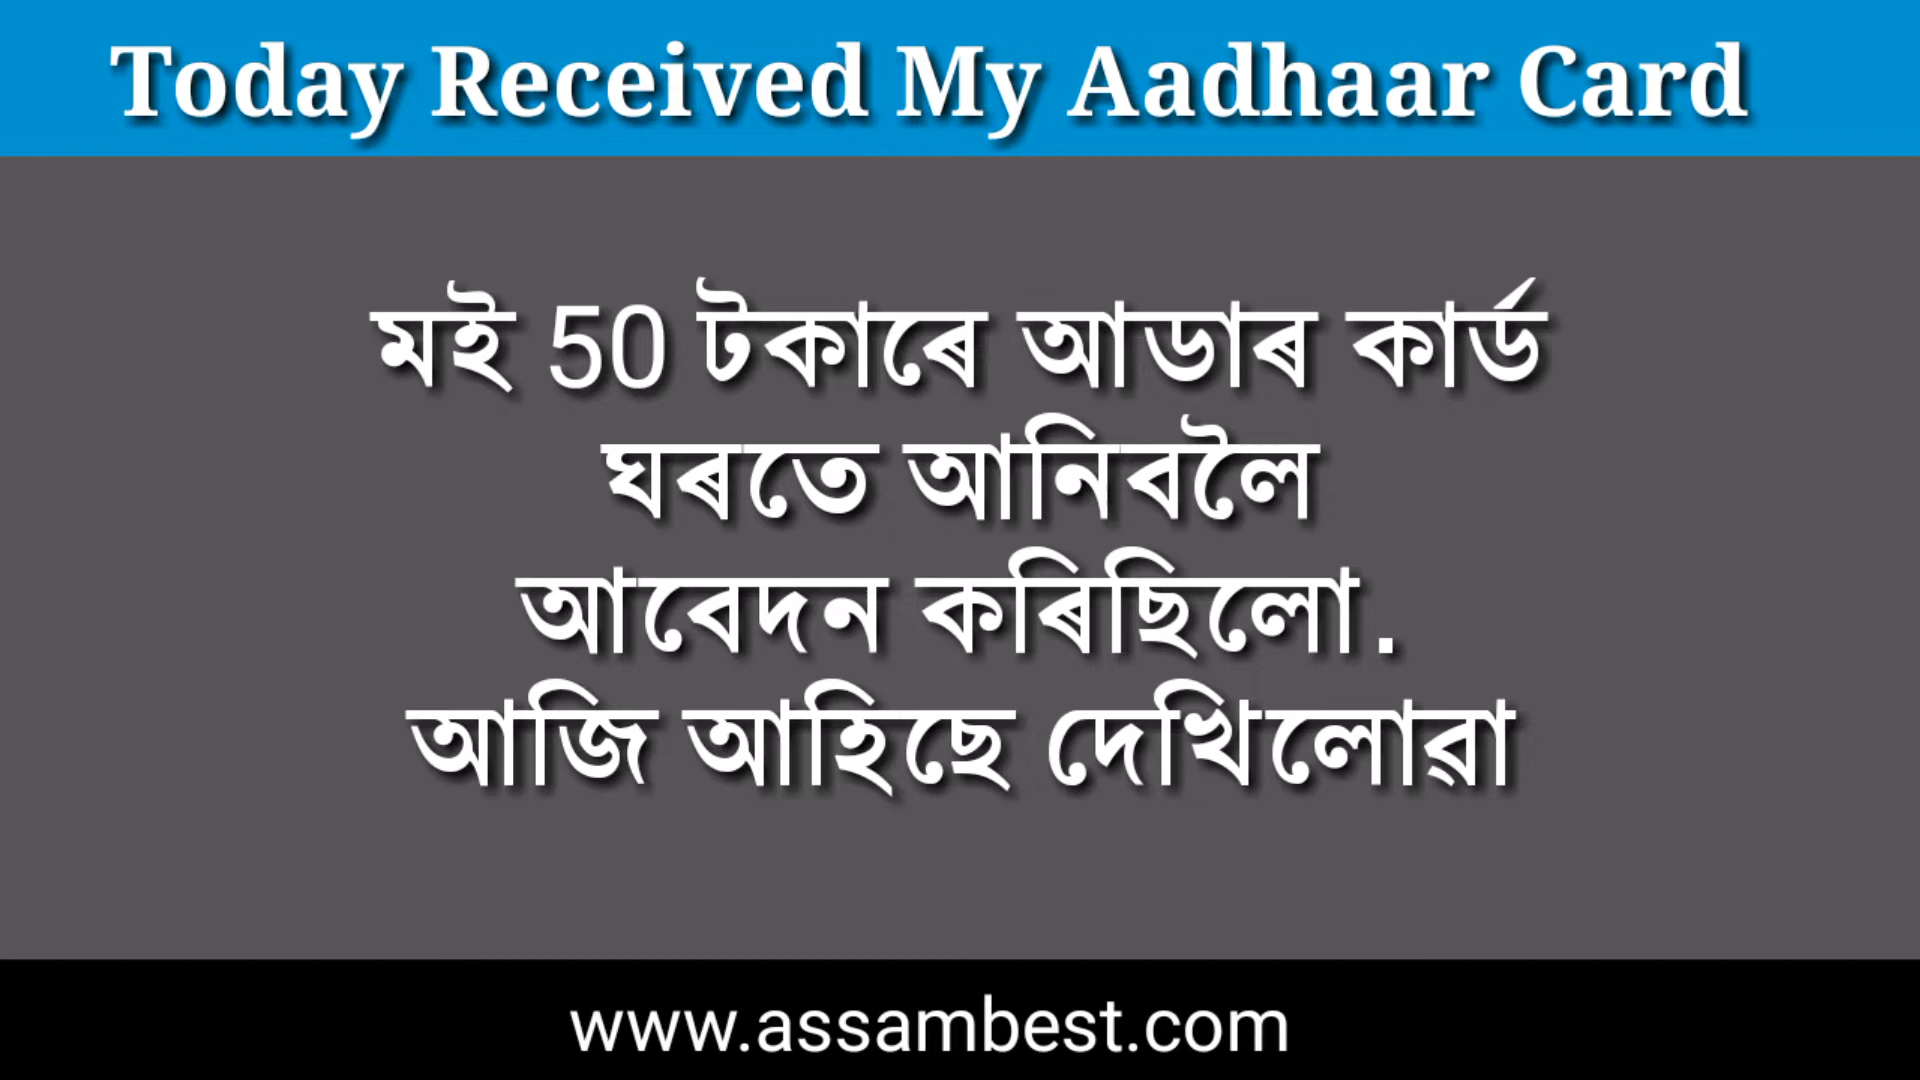 Today Received My Aadhaar Card
মই 50 টকাৰে আডাৰ কাৰ্ড
ঘৰতে আনিবলৈ
আবেদন কৰিছিলো.
আজি আহিছে দেখিলোৱা
www.assambest.com